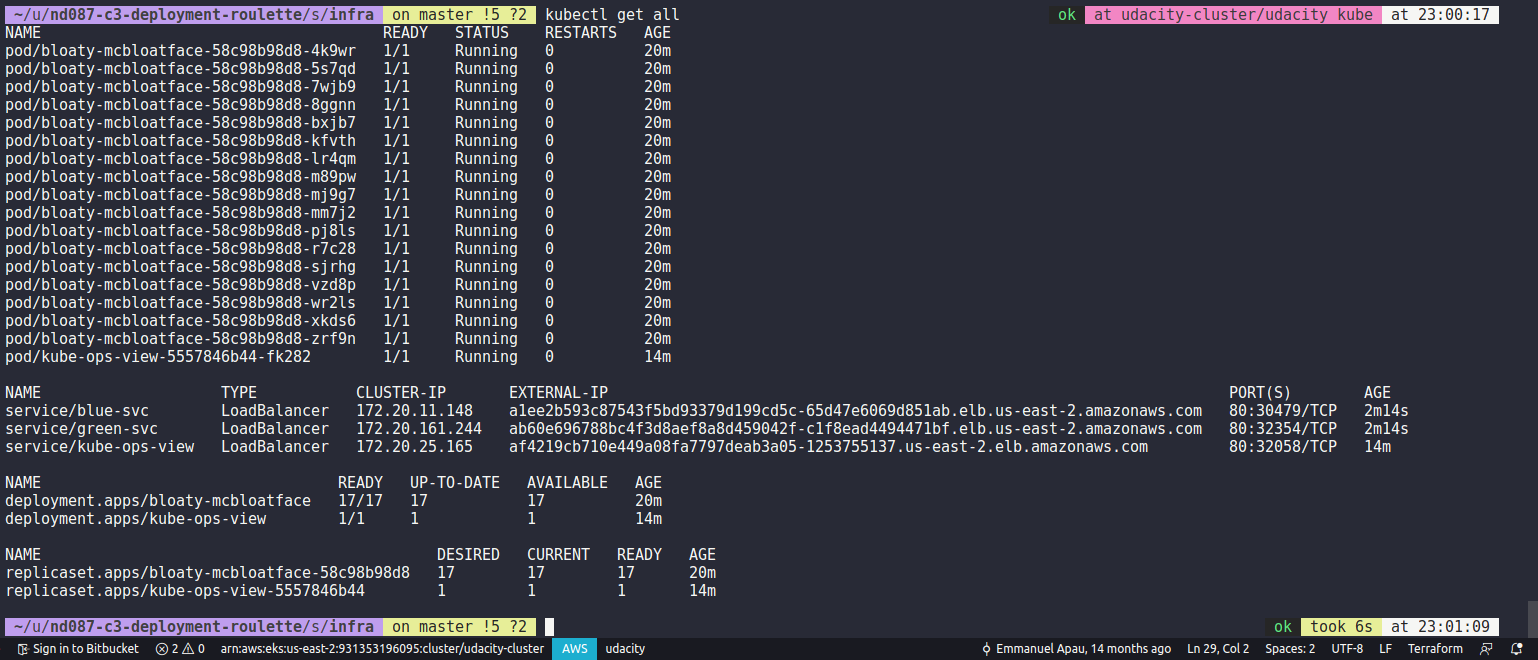 ~/u/nd087-c3-deployment-roulette/s/infra on master !5 ?2 kubectl get all ok at udacity-cluster/udacity kube at 23:00:17
NAME READY STATUS RESTARTS AGE
pod/bloaty-mcbloatface-58c98b98d8-4k9wr 1/1 Running 0 20m
pod/bloaty-mcbloatface-58c98b98d8-5s7qd 1/1 Running 0 20m
pod/bloaty-mcbloatface-58c98b98d8-7wjb9 1/1 Running 0 20m
pod/bloaty-mcbloatface-58c98b98d8-8ggnn 1/1 Running 0 20m
pod/bloaty-mcbloatface-58c98b98d8-bxjb7 1/1 Running 0 20m
pod/bloaty-mcbloatface-58c98b98d8-kfvth 1/1 Running 0 20m
pod/bloaty-mcbloatface-58c98b98d8-lr4qm 1/1 Running 0 20m
pod/bloaty-mcbloatface-58c98b98d8-m89pw 1/1 Running 0 20m
pod/bloaty-mcbloatface-58c98b98d8-mj9g7 1/1 Running 0 20m
pod/bloaty-mcbloatface-58c98b98d8-mm7j2 1/1 Running 0 20m
pod/bloaty-mcbloatface-58c98b98d8-pj8ls 1/1 Running 0 20m
pod/bloaty-mcbloatface-58c98b98d8-r7c28 1/1 Running 0 20m
pod/bloaty-mcbloatface-58c98b98d8-sjrhg 1/1 Running 0 20m
pod/bloaty-mcbloatface-58c98b98d8-vzd8p 1/1 Running 0 20m
pod/bloaty-mcbloatface-58c98b98d8-wr2ls 1/1 Running 0 20m
pod/bloaty-mcbloatface-58c98b98d8-xkds6 1/1 Running 0 20m
pod/bloaty-mcbloatface-58c98b98d8-zrf9n 1/1 Running 0 20m
pod/kube-ops-view-5557846b44-fk282 1/1 Running 0 14m
NAME TYPE CLUSTER-IP EXTERNAL-IP PORT(S) AGE
service/blue-svc LoadBalancer 172.20.11.148 a1ee2b593c87543f5bd93379d199cd5c-65d47e6069d851ab.elb.us-east-2.amazonaws.com 80:30479/TCP 2m14s
service/green-svc LoadBalancer 172.20.161.244 ab60e696788bc4f3d8aef8a8d459042f-c1f8ead4494471bf.elb.us-east-2.amazonaws.com 80:32354/TCP 2m14s
service/kube-ops-view LoadBalancer 172.20.25.165 af4219cb710e449a08fa7797deab3a05-1253755137.us-east-2.elb.amazonaws.com 80:32058/TCP 14m
NAME READY UP-TO-DATE AVAILABLE AGE
deployment.apps/bloaty-mcbloatface 17/17 17 17 20m
deployment.apps/kube-ops-view 1/1 1 1 14m
NAME DESIRED CURRENT READY AGE
replicaset.apps/bloaty-mcbloatface-58c98b98d8 17 17 17 20m
replicaset.apps/kube-ops-view-5557846b44 1 1 1 14m
~/u/nd087-c3-deployment-roulette/s/infra on master !5 ?2 ok took 6s at 23:01:09
Sign in to Bitbucket 2 0 arn:aws:eks:us-east-2:931353196095:cluster/udacity-cluster AWS udacity Emmanuel Apau, 14 months ago Ln 29, Col 2 Spaces: 2 UTF-8 LF Terraform